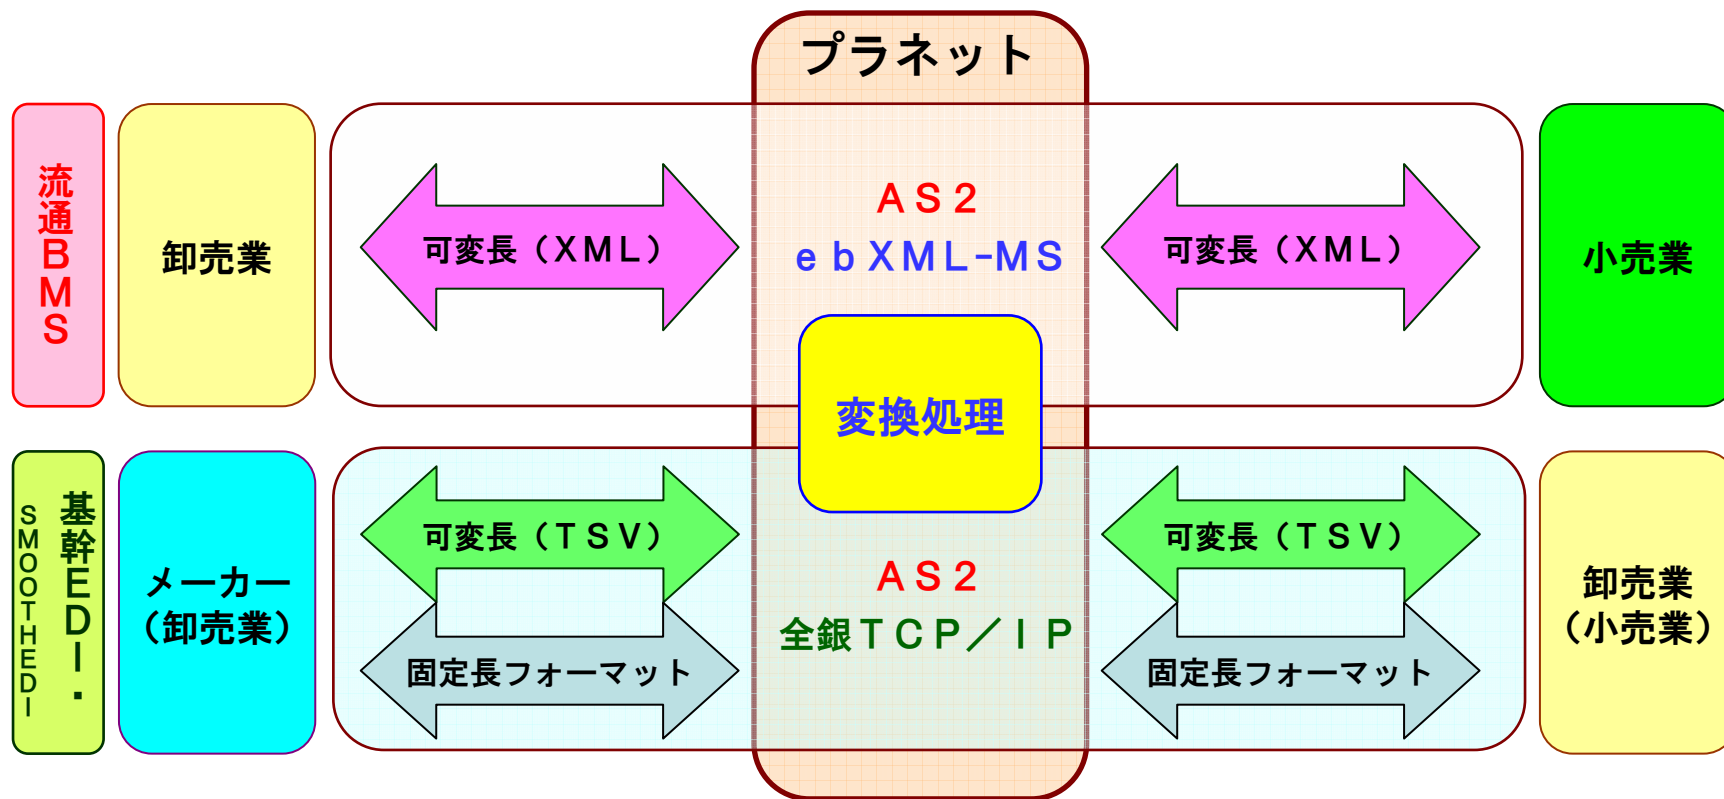 プラネット
流通BMS
卸売業
可変長（XML）
AS2
ebXML-MS
可変長（XML）
小売業
変換処理
基幹EDI・
SMOOTHEDI
メーカー
（卸売業）
可変長（TSV）
固定長フォーマット
AS2
全銀TCP／IP
可変長（TSV）
固定長フォーマット
卸売業
（小売業）